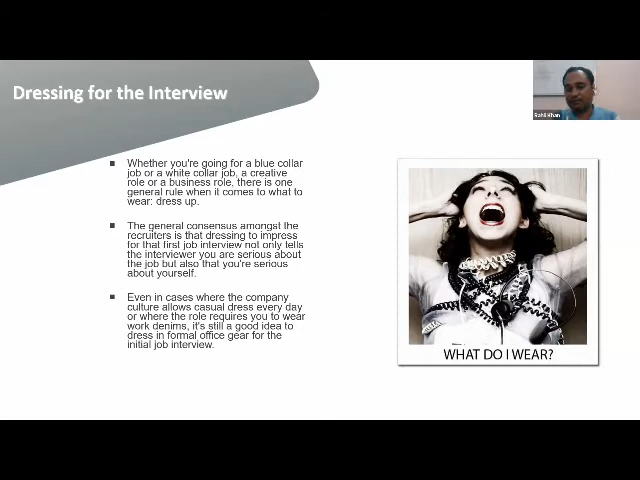 Dressing for the Interview
Rahil Khan
Whether you're going for a blue collar
job or a white collar job, a creative
role or a business role, there is one
general rule when it comes to what to
wear: dress up.
The general consensus amongst the
recruiters is that dressing to impress
for that first job interview not only tells
the interviewer you are serious about
the job but also that you're serious
about yourself.
Even in cases where the company
culture allows casual dress every day
or where the role requires you to wear
work denims, it's still a good idea to
dress in formal office gear for the
initial job interview.
WHAT DO I WEAR?